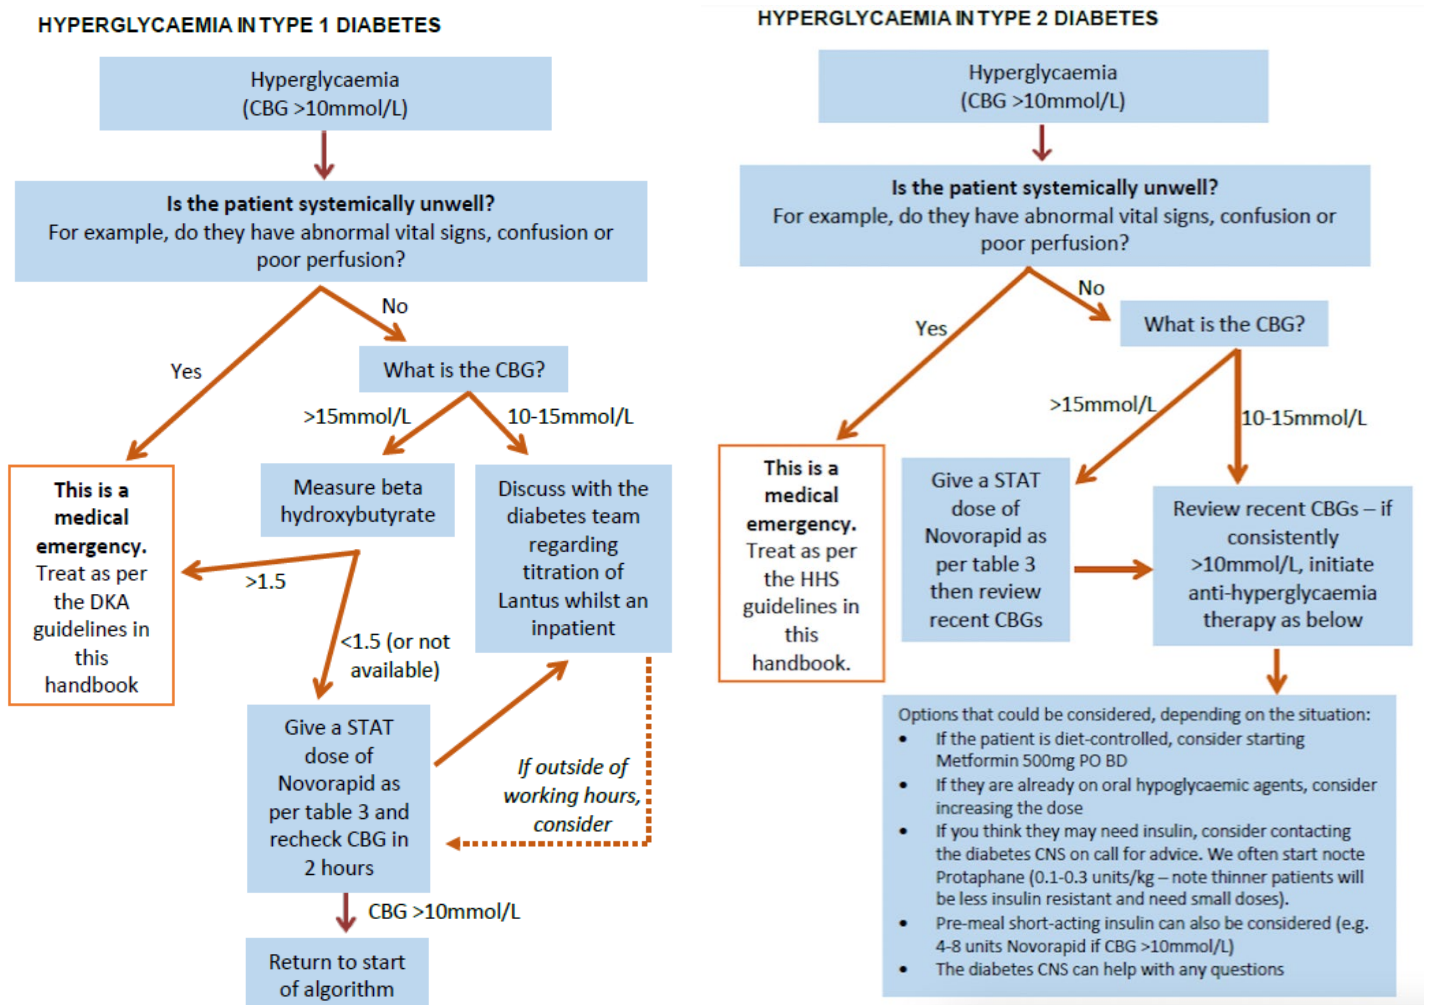 HYPERGLYCAEMIA IN TYPE 1 DIABETES
Hyperglycaemia
(CBG >10mmol/L)
Is the patient systemically unwell?
For example, do they have abnormal vital signs, confusion or
poor perfusion?
No
Yes
What is the CBG?
>15mmol/L
10-15mmol/L
This is a
medical
emergency.
Treat as per
the DKA
guidelines in
this
handbook
Measure beta
hydroxybutyrate
Discuss with the
diabetes team
regarding
titration of
Lantus whilst an
inpatient
>1.5
<1.5 (or not
available)
Give a STAT
dose of
Novorapid as
per table 3 and
recheck CBG in
2 hours
If outside of
working hours,
consider
CBG >10mmol/L
Return to start
of algorithm
HYPERGLYCAEMIA IN TYPE 2 DIABETES
Hyperglycaemia
(CBG >10mmol/L)
Is the patient systemically unwell?
For example, do they have abnormal vital signs, confusion or
poor perfusion?
No
Yes
What is the CBG?
>15mmol/L
10-15mmol/L
This is a
medical
emergency.
Treat as per
the HHS
guidelines in
this
handbook.
Give a STAT
dose of
Novorapid as
per table 3
then review
recent CBGs
Review recent CBGs – if
consistently
>10mmol/L, initiate
anti-hyperglycaemia
therapy as below
Options that could be considered, depending on the situation:
• If the patient is diet-controlled, consider starting
Metformin 500mg PO BD
• If they are already on oral hypoglycaemic agents, consider
increasing the dose
• If you think they may need insulin, consider contacting
the diabetes CNS on call for advice. We often start nocte
Protaphane (0.1-0.3 units/kg – note thinner patients will
be less insulin resistant and need small doses).
• Pre-meal short-acting insulin can also be considered (e.g.
4-8 units Novorapid if CBG >10mmol/L)
• The diabetes CNS can help with any questions